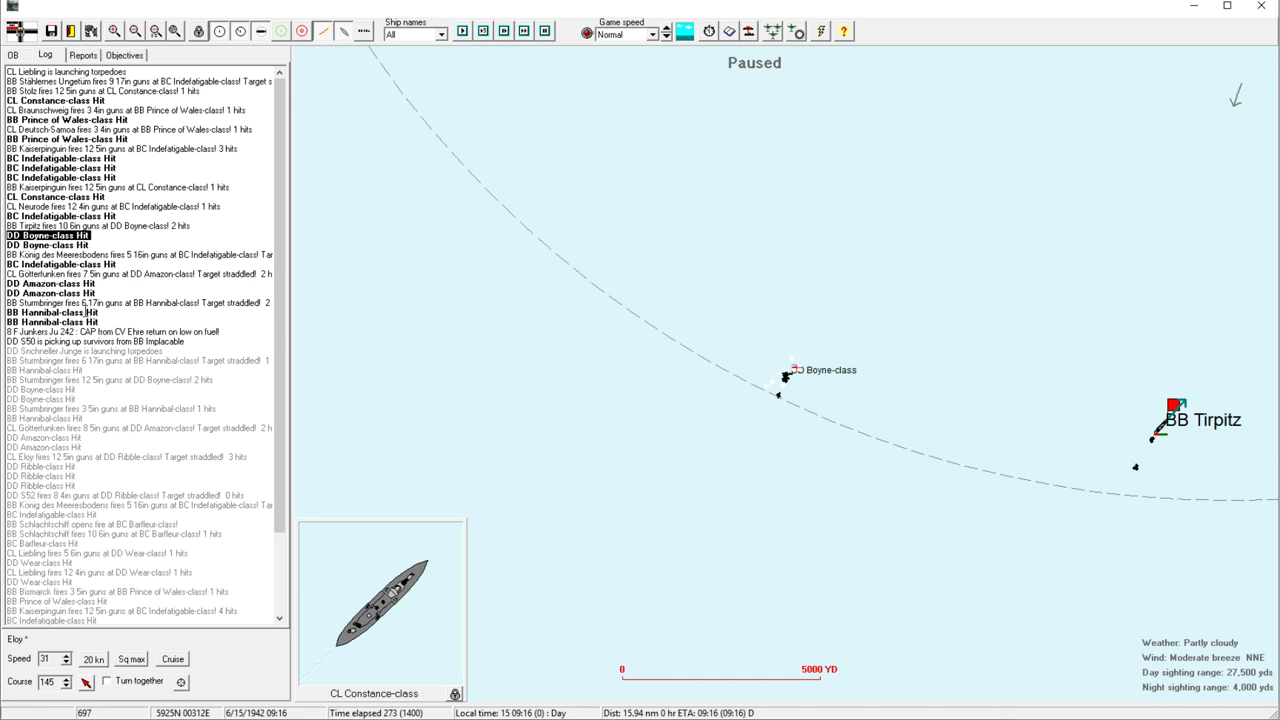 Ship names
All
Game speed
Normal
OB
Log
Reports
Objectives
CL Liebling is launching torpedoes
BB Stählernes Ungetüm fires 9 17in guns at BC Indefatigable-class! Target s
BB Stolz fires 12 5in guns at CL Constance-class! 1 hits
CL Constance-class Hit
CL Braunschweig fires 3 4in guns at BB Prince of Wales-class! 1 hits
BB Prince of Wales-class Hit
CL Deutsch-Samoa fires 3 4in guns at BB Prince of Wales-class! 1 hits
BB Prince of Wales-class Hit
BB Kaiserpinguin fires 12 5in guns at BC Indefatigable-class! 3 hits
BC Indefatigable-class Hit
BC Indefatigable-class Hit
BC Indefatigable-class Hit
BB Kaiserpinguin fires 12 5in guns at CL Constance-class! 1 hits
CL Constance-class Hit
CL Neurode fires 12 4in guns at BC Indefatigable-class! 1 hits
BC Indefatigable-class Hit
BB Tirpitz fires 10 6in guns at DD Boyne-class! 2 hits
DD Boyne-class Hit
DD Boyne-class Hit
BB König des Meeresbodens fires 5 16in guns at BC Indefatigable-class! Tar
BC Indefatigable-class Hit
CL Götterfunken fires 7 5in guns at DD Amazon-class! Target straddled! 2 h
DD Amazon-class Hit
DD Amazon-class Hit
BB Sturmbringer fires 6 17in guns at BB Hannibal-class! Target straddled! 2
BB Hannibal-class Hit
BB Hannibal-class Hit
8 F Junkers Ju 242 : CAP from CV Ehre return on low on fuel!
DD S50 is picking up survivors from BB Implacable
DD Snchneller Junge is launching torpedoes
BB Sturmbringer fires 6 17in guns at BB Hannibal-class! Target straddled! 1
BB Hannibal-class Hit
BB Sturmbringer fires 12 5in guns at DD Boyne-class! 2 hits
DD Boyne-class Hit
DD Boyne-class Hit
BB Sturmbringer fires 3 5in guns at BB Hannibal-class! 1 hits
BB Hannibal-class Hit
CL Götterfunken fires 8 5in guns at DD Amazon-class! Target straddled! 2 h
DD Amazon-class Hit
DD Amazon-class Hit
CL Eloy fires 12 5in guns at DD Ribble-class! Target straddled! 3 hits
DD Ribble-class Hit
DD Ribble-class Hit
DD Ribble-class Hit
DD S52 fires 8 4in guns at DD Ribble-class! Target straddled! 0 hits
BB König des Meeresbodens fires 5 16in guns at BC Indefatigable-class! Tar
BC Indefatigable-class Hit
BB Schlachtschiff opens fire at BC Barfleur-class!
BB Schlachtschiff fires 10 6in guns at BC Barfleur-class! 1 hits
BC Barfleur-class Hit
CL Liebling fires 5 6in guns at DD Wear-class! 1 hits
DD Wear-class Hit
CL Liebling fires 12 4in guns at DD Wear-class! 1 hits
DD Wear-class Hit
BB Bismarck fires 3 5in guns at BB Prince of Wales-class! 1 hits
BB Prince of Wales-class Hit
BB Kaiserpinguin fires 12 5in guns at BC Indefatigable-class! 4 hits
BC Indefatigable-class Hit
Paused
DD Boyne-class
BB Tirpitz
CL Constance-class
0 5000 YD
Weather: Partly cloudy
Wind: Moderate breeze NNE
Day sighting range: 27,500 yds
Night sighting range: 4,000 yds
Eloy *
Speed 31 20 kn Sq max Cruise
Course 145 Turn together
697 5925N 00312E 6/15/1942 09:16 Time elapsed 273 (1400) Local time: 15 09:16 (0) : Day Dist: 15.94 nm 0 hr ETA: 09:16 (09:16) D